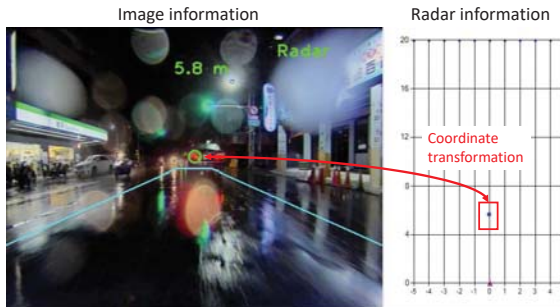 Image information
Radar information
Radar
5.8 m
Coordinate
transformation
20
16
12
8
4
0
-5 -4 -3 -2 -1 0 1 2 3 4